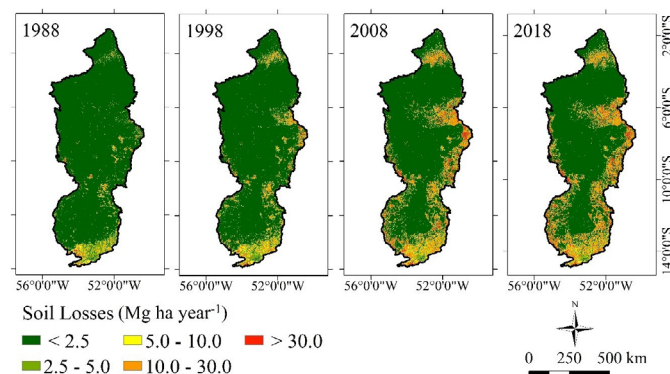 1988
1998
2008
2018
2°0'0"S
6°0'0"S
10°0'0"S
14°0'0"S
56°0'0"W 52°0'0"W
56°0'0"W 52°0'0"W
56°0'0"W 52°0'0"W
56°0'0"W 52°0'0"W
Soil Losses (Mg ha year⁻¹)
< 2.5
5.0 - 10.0
> 30.0
2.5 - 5.0
10.0 - 30.0
N
0 250 500 km